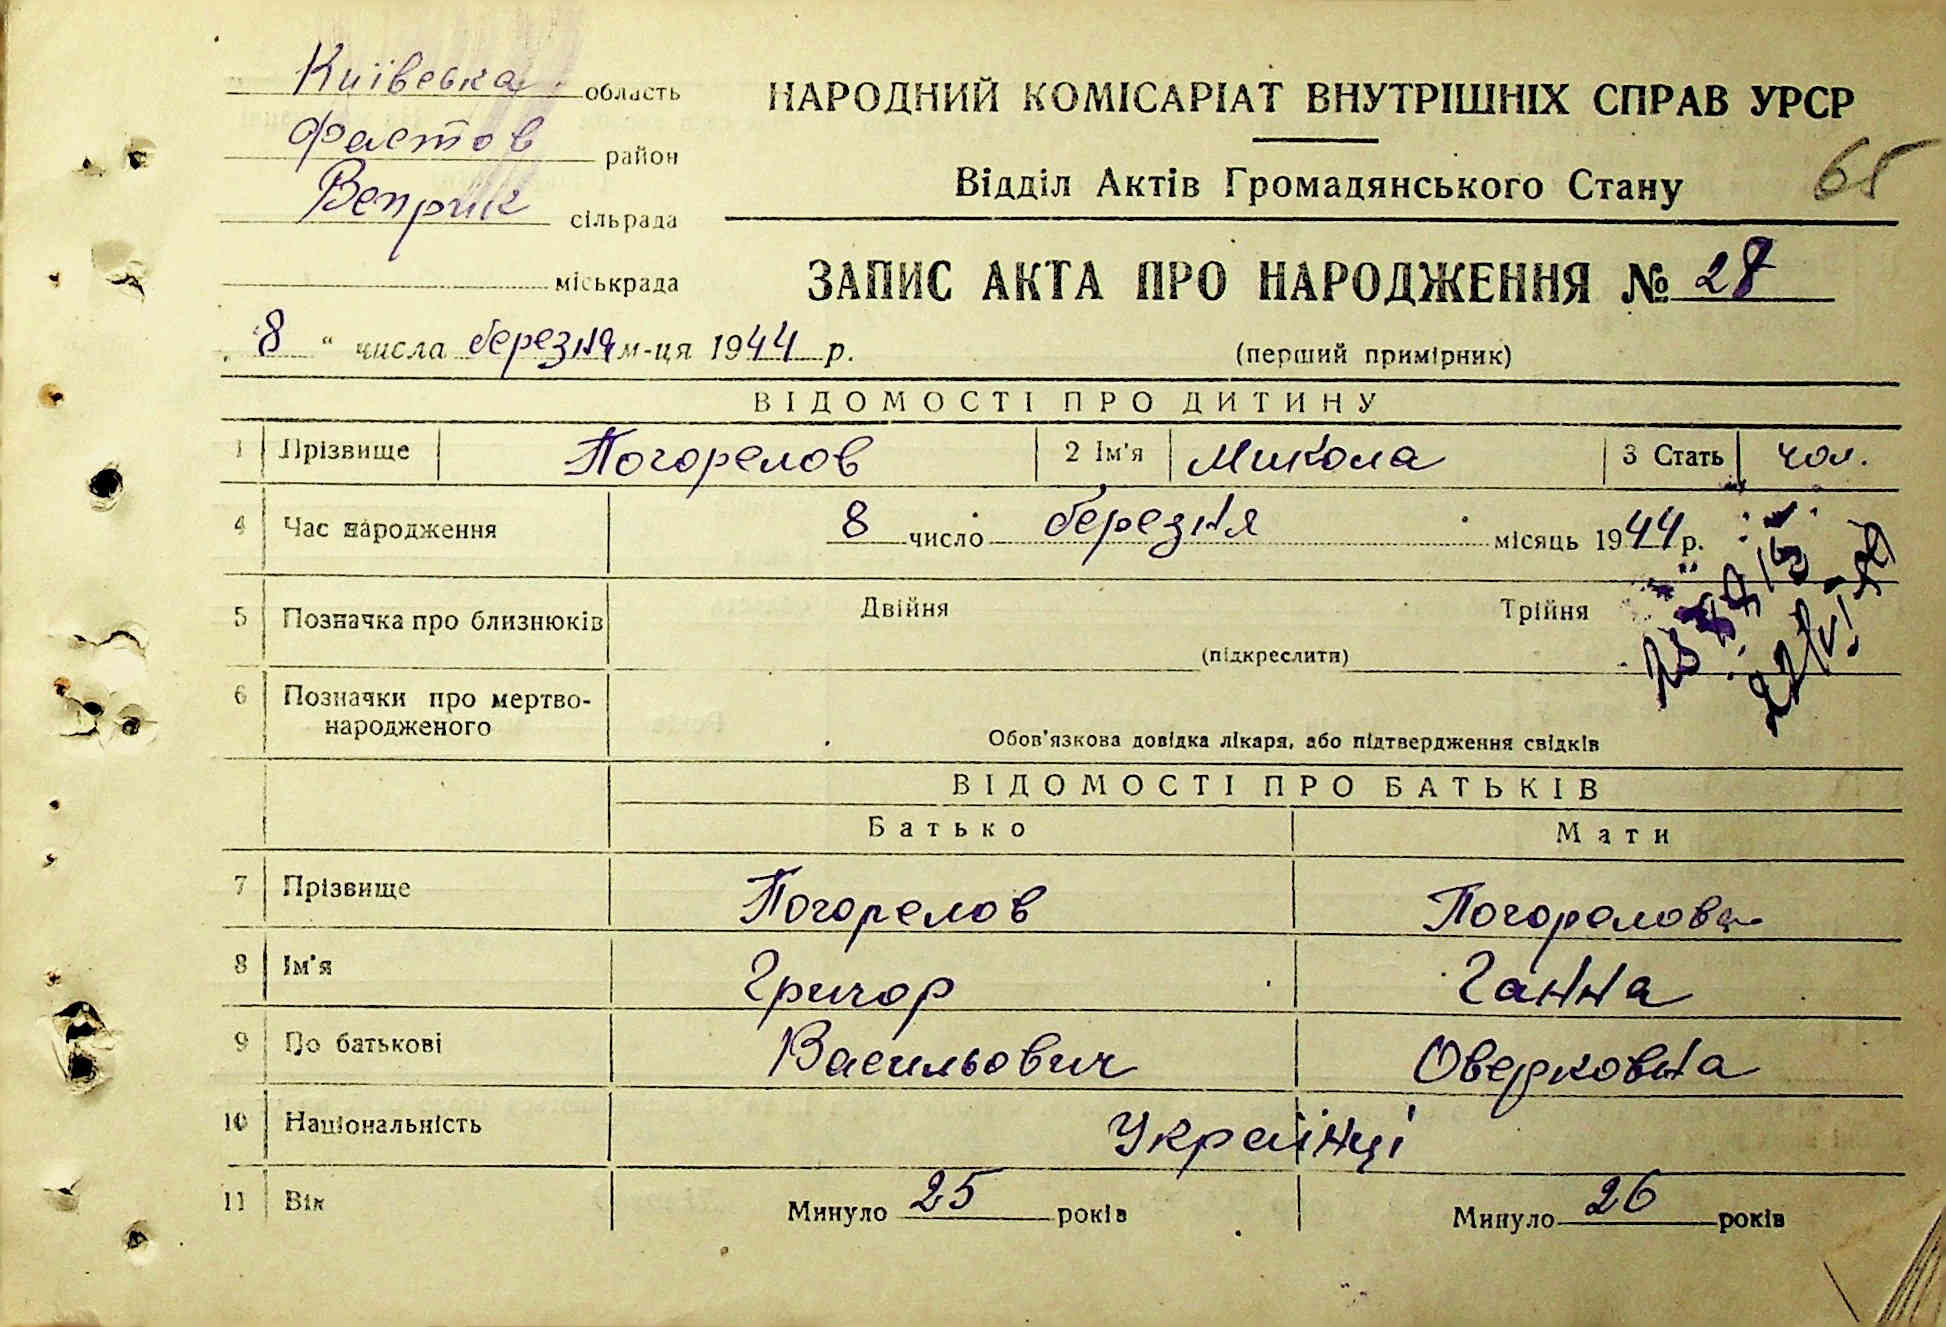 Київська область
Фастов район
Веприк сільрада
міськрада
НАРОДНИЙ КОМІСАРІАТ ВНУТРІШНІХ СПРАВ УРСР
Відділ Актів Громадянського Стану
65
ЗАПИС АКТА ПРО НАРОДЖЕННЯ № 27
„8“ числа березня м-ця 1944 р.
(перший примірник)
ВІДОМОСТІ ПРО ДИТИНУ
1 Прізвище Погорелов 2 Ім'я Микола 3 Стать чол.
4 Час народження 8 число березня місяць 1944 р.
5 Позначка про близнюків Двійня Трійня
(підкреслити)
6 Позначки про мертвонародженого
Обов'язкова довідка лікаря, або підтвердження свідків
ВІДОМОСТІ ПРО БАТЬКІВ
Батько Мати
7 Прізвище Погорелов Погорелова
8 Ім'я Григор Ганна
9 По батькові Васильович Оверковна
10 Національність Українці
11 Вік Минуло 25 років Минуло 26 років